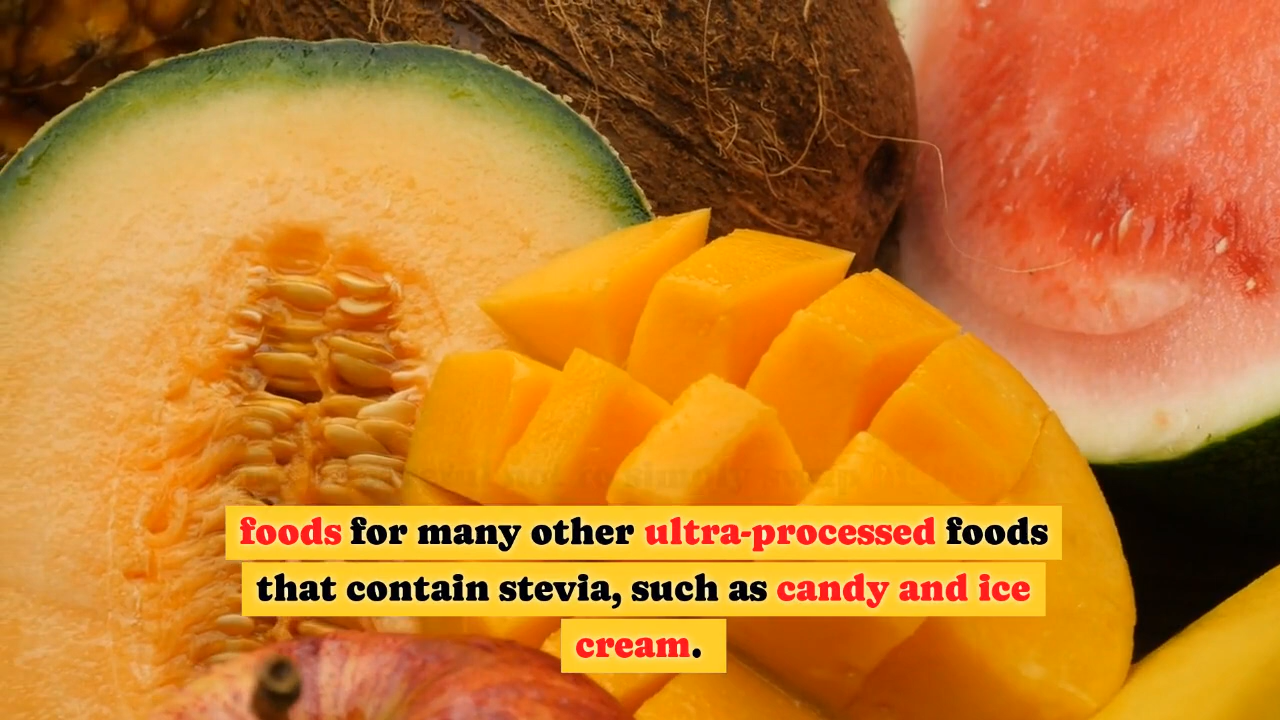 foods for many other ultra-processed foods
that contain stevia, such as candy and ice
cream.